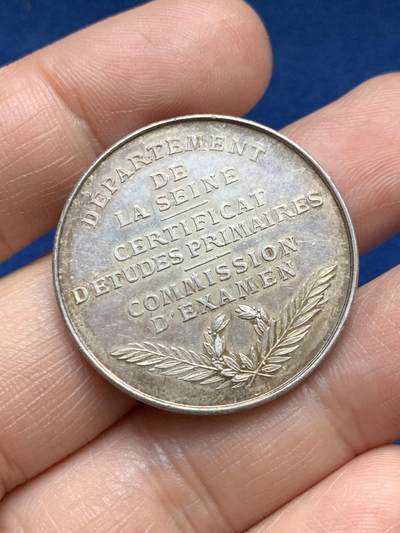 DÉPARTEMENT
DE
LA SEINE
CERTIFICAT
D'ÉTUDES PRIMAIRES
COMMISSION
D'EXAMEN